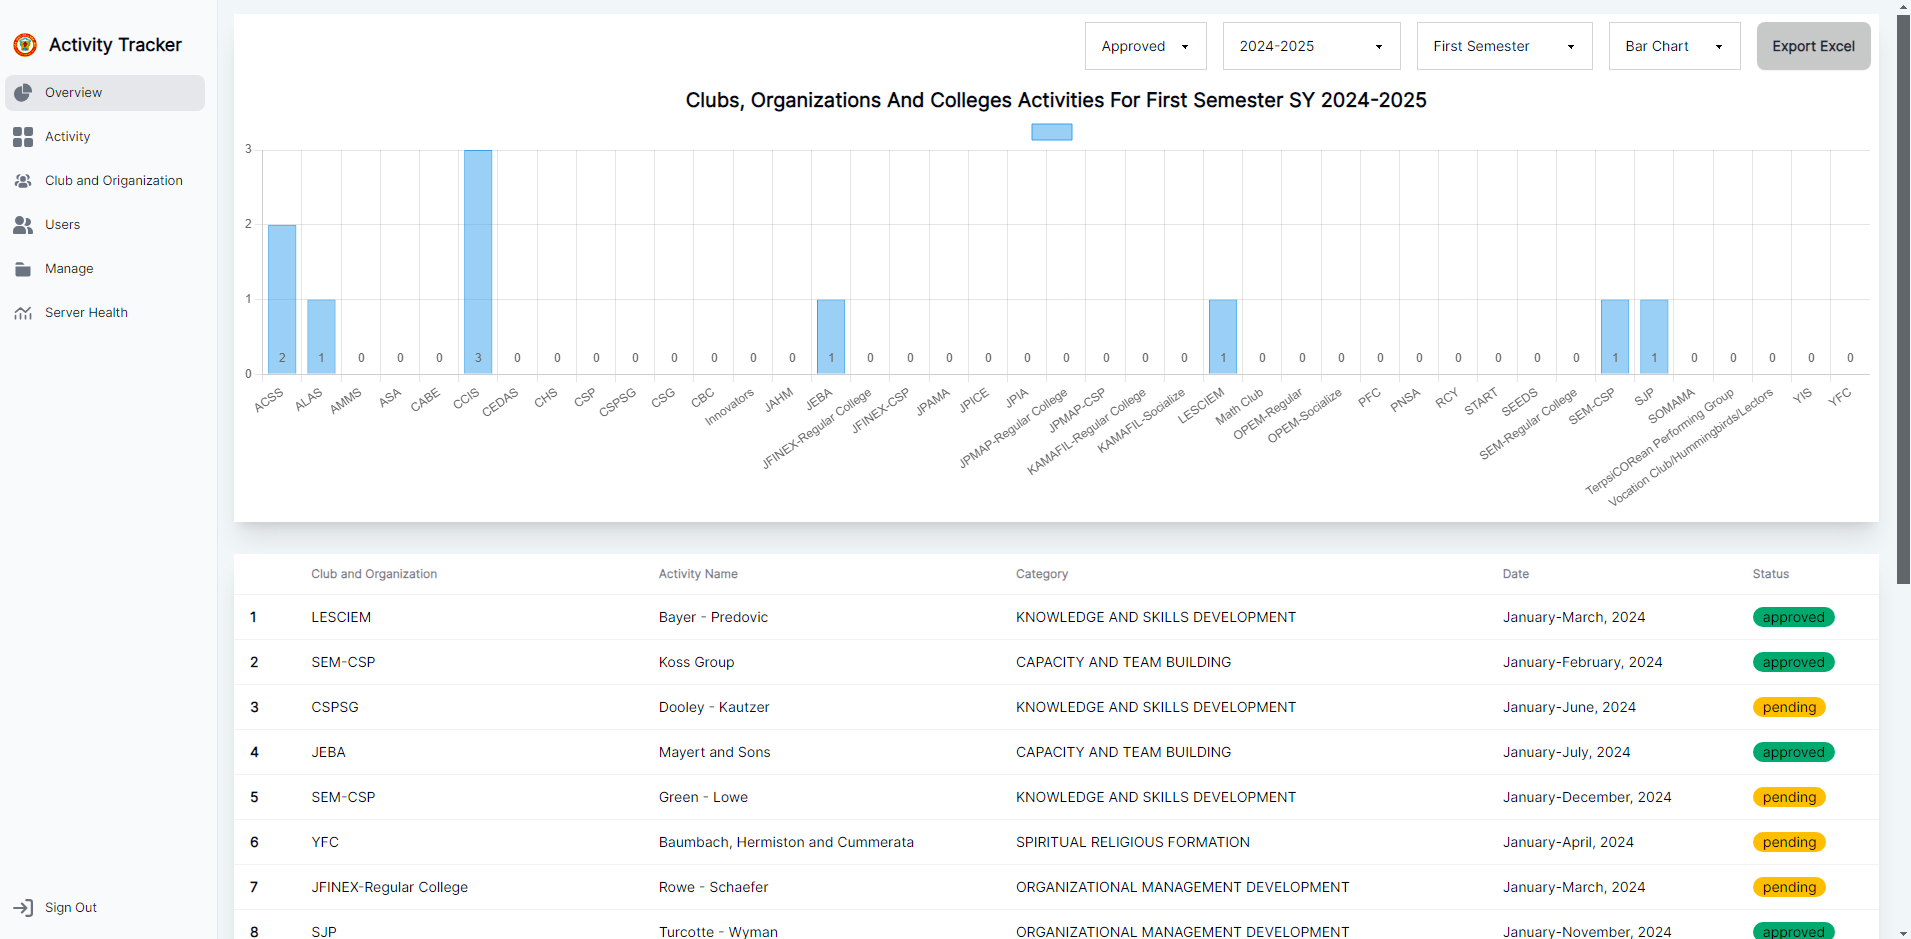 Activity Tracker
Overview
Activity
Club and Origanization
Users
Manage
Server Health
Sign Out
Approved
2024-2025
First Semester
Bar Chart
Export Excel
Clubs, Organizations And Colleges Activities For First Semester SY 2024-2025
3
2
1
0
2 1 0 0 0 3 0 0 0 0 0 0 0 0 1 0 0 0 0 0 0 0 0 0 1 0 0 0 0 0 0 0 0 0 1 1 0 0 0 0 0
ACSS
ALAS
AMMS
ASA
CABE
CCIS
CEDAS
CHS
CSP
CSPSG
CSG
CBC
Innovators
JAHM
JEBA
JFINEX-Regular College
JFINEX-CSP
JPAMA
JPICE
JPIA
JPMAP-Regular College
JPMAP-CSP
KAMAFIL-Regular College
KAMAFIL-Socialize
LESCIEM
Math Club
OPEM-Regular
OPEM-Socialize
PFC
PNSA
RCY
START
SEEDS
SEM-Regular College
SEM-CSP
SJP
SOMAMA
TerpsiCORean Performing Group
Vocation Club/Hummingbirds/Lectors
YIS
YFC
Club and Organization Activity Name Category Date Status
1 LESCIEM Bayer - Predovic KNOWLEDGE AND SKILLS DEVELOPMENT January-March, 2024 approved
2 SEM-CSP Koss Group CAPACITY AND TEAM BUILDING January-February, 2024 approved
3 CSPSG Dooley - Kautzer KNOWLEDGE AND SKILLS DEVELOPMENT January-June, 2024 pending
4 JEBA Mayert and Sons CAPACITY AND TEAM BUILDING January-July, 2024 approved
5 SEM-CSP Green - Lowe KNOWLEDGE AND SKILLS DEVELOPMENT January-December, 2024 pending
6 YFC Baumbach, Hermiston and Cummerata SPIRITUAL RELIGIOUS FORMATION January-April, 2024 pending
7 JFINEX-Regular College Rowe - Schaefer ORGANIZATIONAL MANAGEMENT DEVELOPMENT January-March, 2024 pending
8 SJP Turcotte - Wyman ORGANIZATIONAL MANAGEMENT DEVELOPMENT January-November, 2024 approved